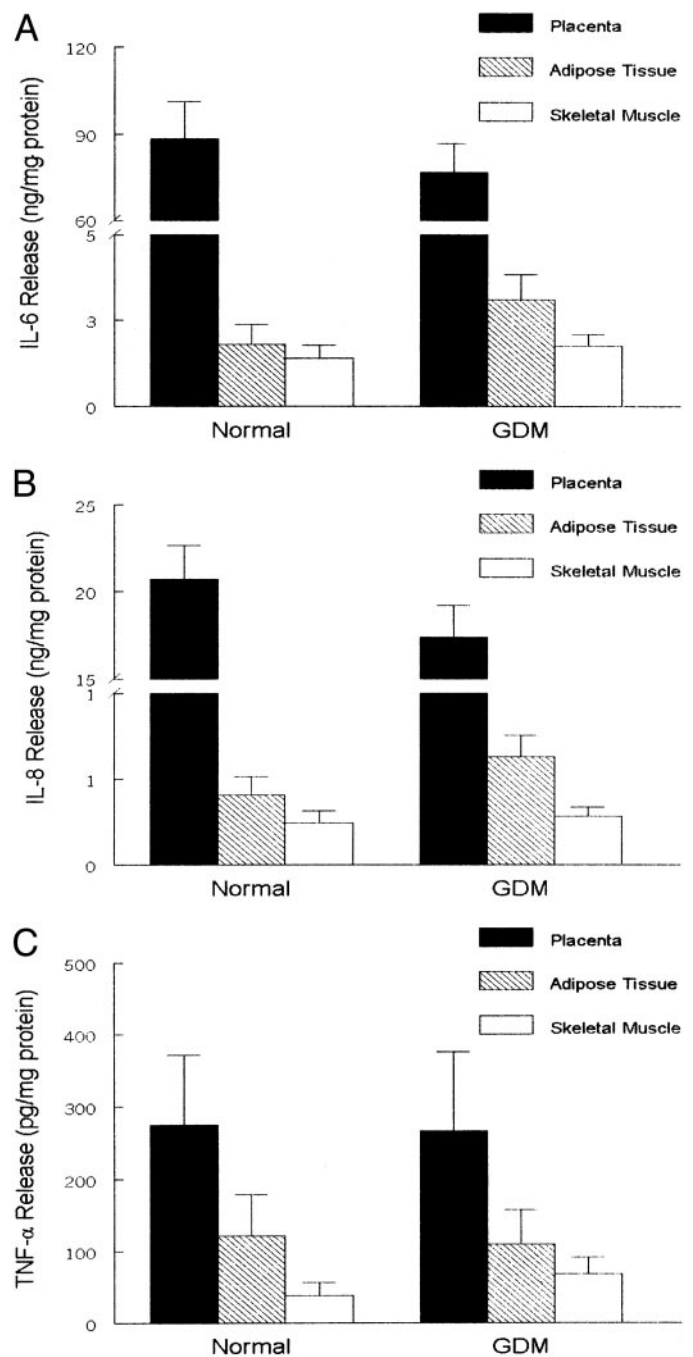 A
Placenta
Adipose Tissue
Skeletal Muscle
IL-6 Release (ng/mg protein)
120
90
60
5
3
0
Normal GDM
B
Placenta
Adipose Tissue
Skeletal Muscle
IL-8 Release (ng/mg protein)
25
20
15
1
1
0
Normal GDM
C
Placenta
Adipose Tissue
Skeletal Muscle
TNF-α Release (pg/mg protein)
500
400
300
200
100
0
Normal GDM